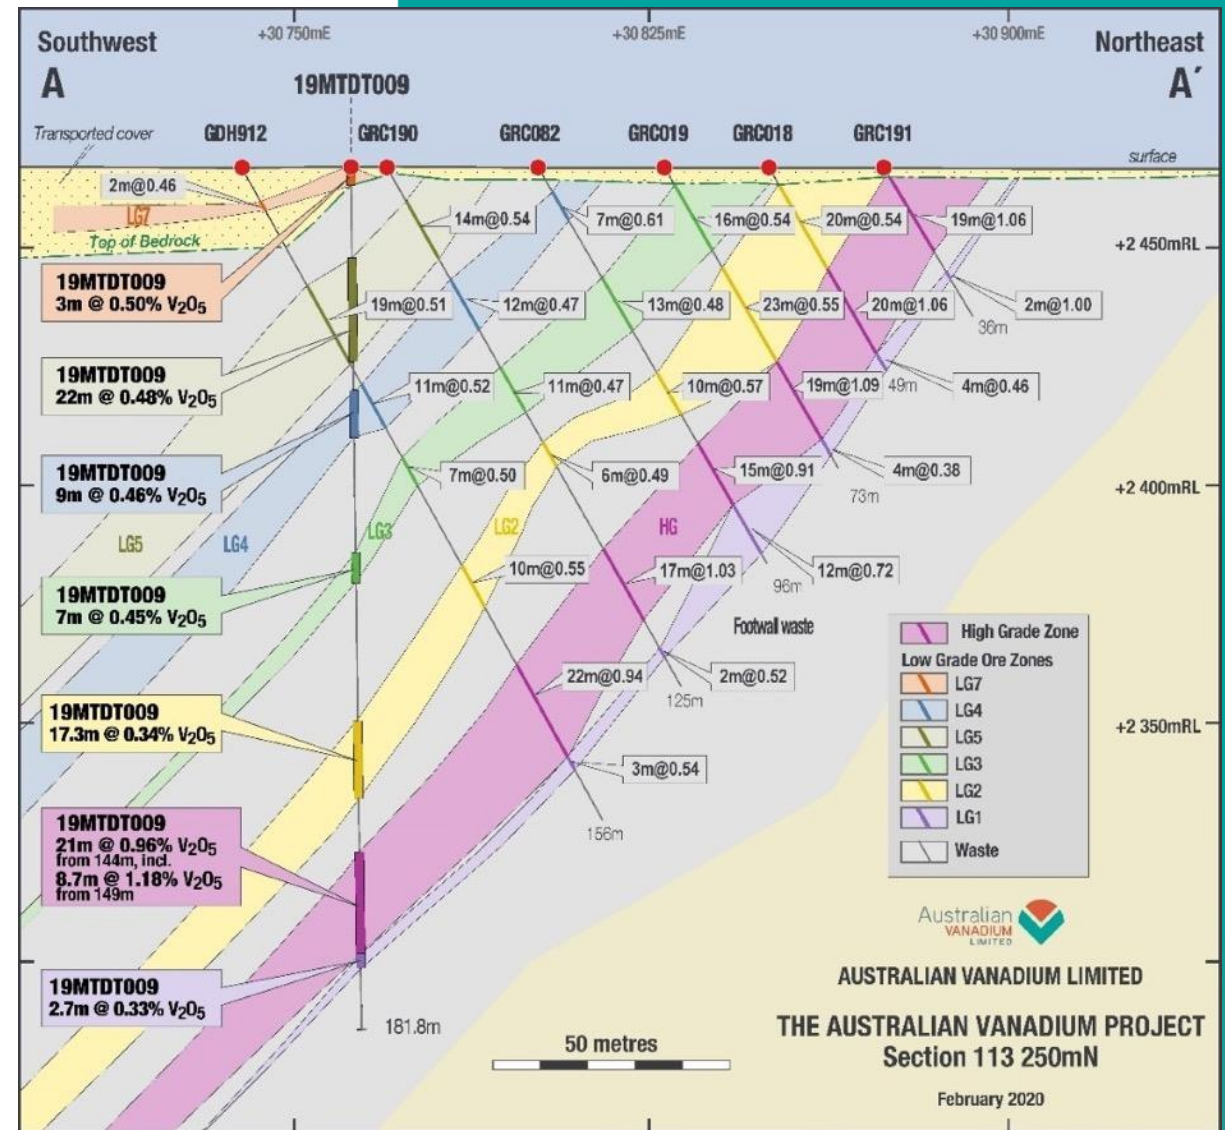 Southwest
A
+30 750mE
+30 825mE
+30 900mE
Northeast
A´
19MTDT009
Transported cover
GDH912
GRC190
GRC082
GRC019
GRC018
GRC191
surface
2m@0.46
LG7
Top of Bedrock
14m@0.54
7m@0.61
16m@0.54
20m@0.54
19m@1.06
+2 450mRL
19MTDT009
3m @ 0.50% V₂O₅
19m@0.51
12m@0.47
13m@0.48
23m@0.55
20m@1.06
2m@1.00
36m
19MTDT009
22m @ 0.48% V₂O₅
11m@0.52
11m@0.47
10m@0.57
19m@1.09
49m
4m@0.46
19MTDT009
9m @ 0.46% V₂O₅
7m@0.50
6m@0.49
15m@0.91
4m@0.38
73m
+2 400mRL
LG5
LG4
LG3
LG2
HG
10m@0.55
17m@1.03
12m@0.72
96m
19MTDT009
7m @ 0.45% V₂O₅
Footwall waste
22m@0.94
2m@0.52
125m
High Grade Zone
Low Grade Ore Zones
LG7
LG4
LG5
LG3
LG2
LG1
Waste
19MTDT009
17.3m @ 0.34% V₂O₅
+2 350mRL
3m@0.54
156m
19MTDT009
21m @ 0.96% V₂O₅
from 144m, incl.
8.7m @ 1.18% V₂O₅
from 149m
19MTDT009
2.7m @ 0.33% V₂O₅
181.8m
Australian
VANADIUM
LIMITED
AUSTRALIAN VANADIUM LIMITED
50 metres
THE AUSTRALIAN VANADIUM PROJECT
Section 113 250mN
February 2020